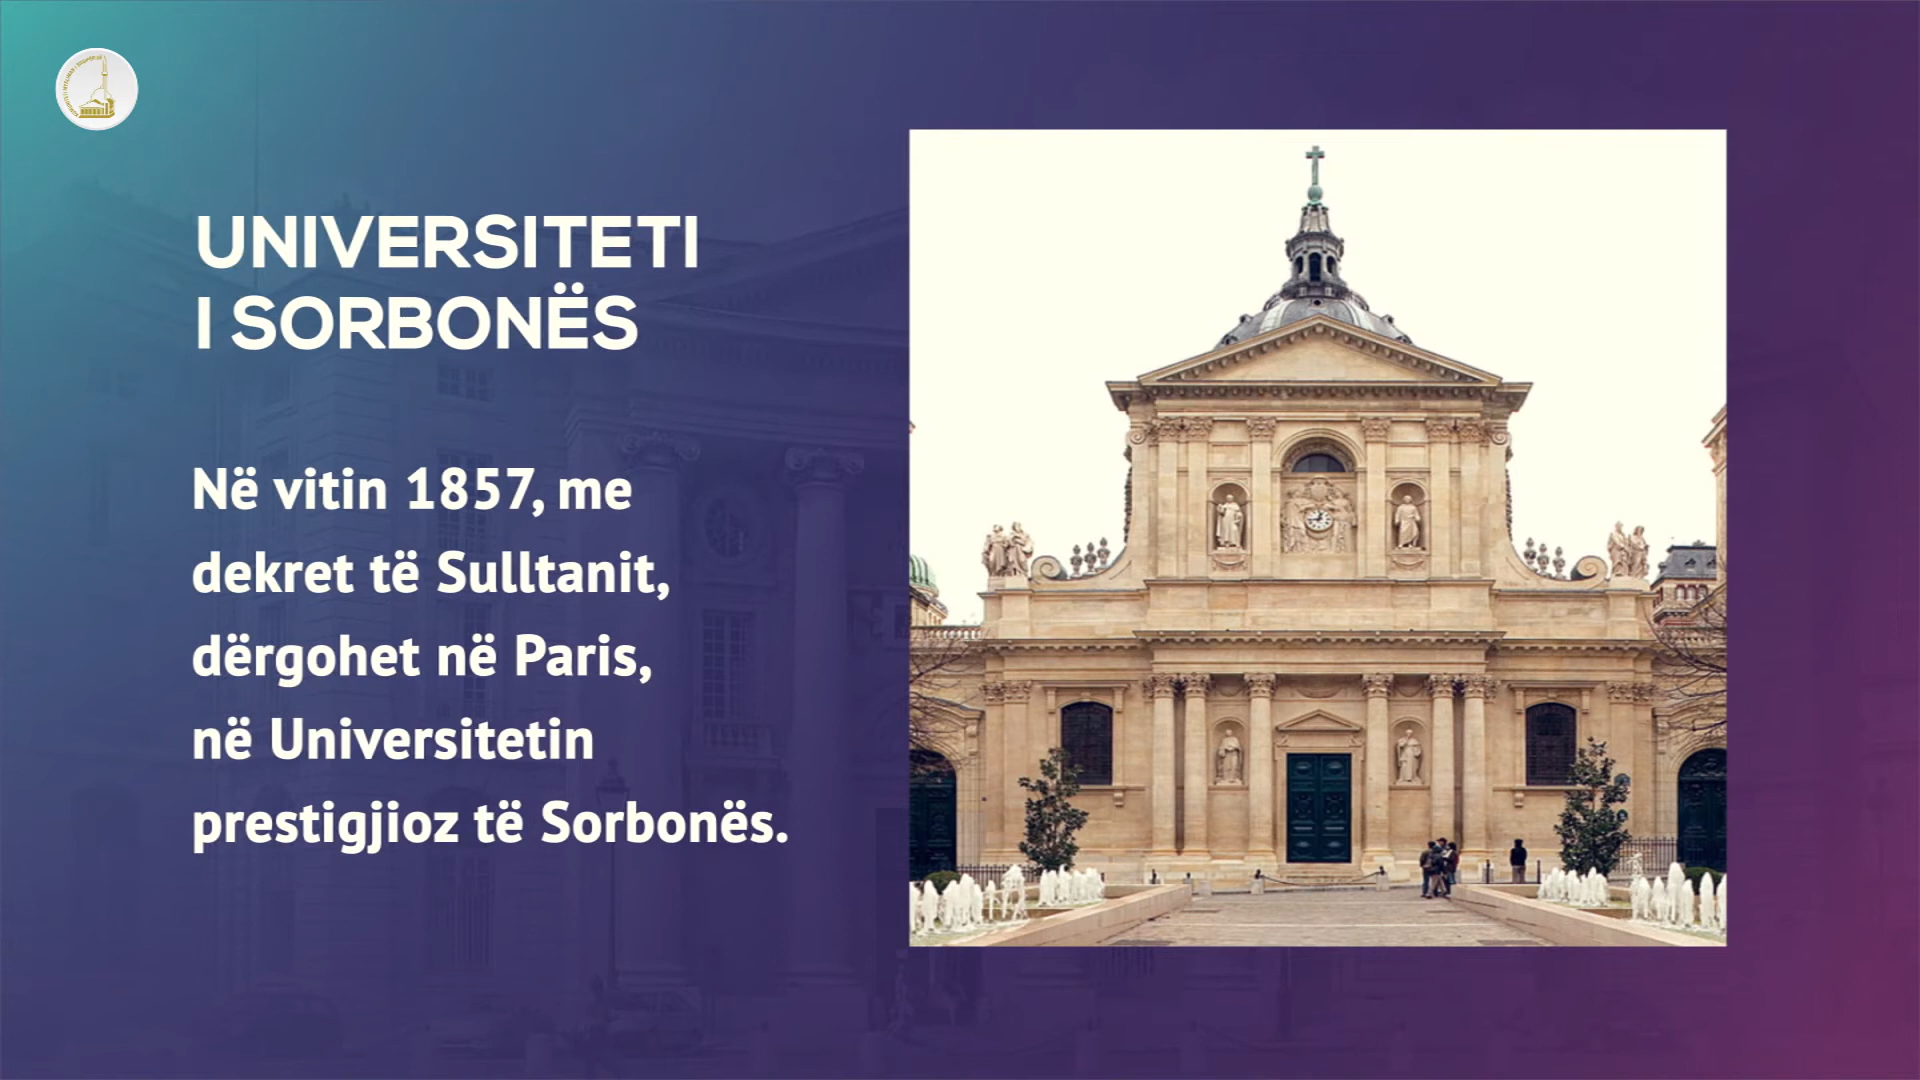 UNIVERSITETI
I SORBONËS
Në vitin 1857, me
dekret të Sulltanit,
dërgohet në Paris,
në Universitetin
prestigjioz të Sorbonës.